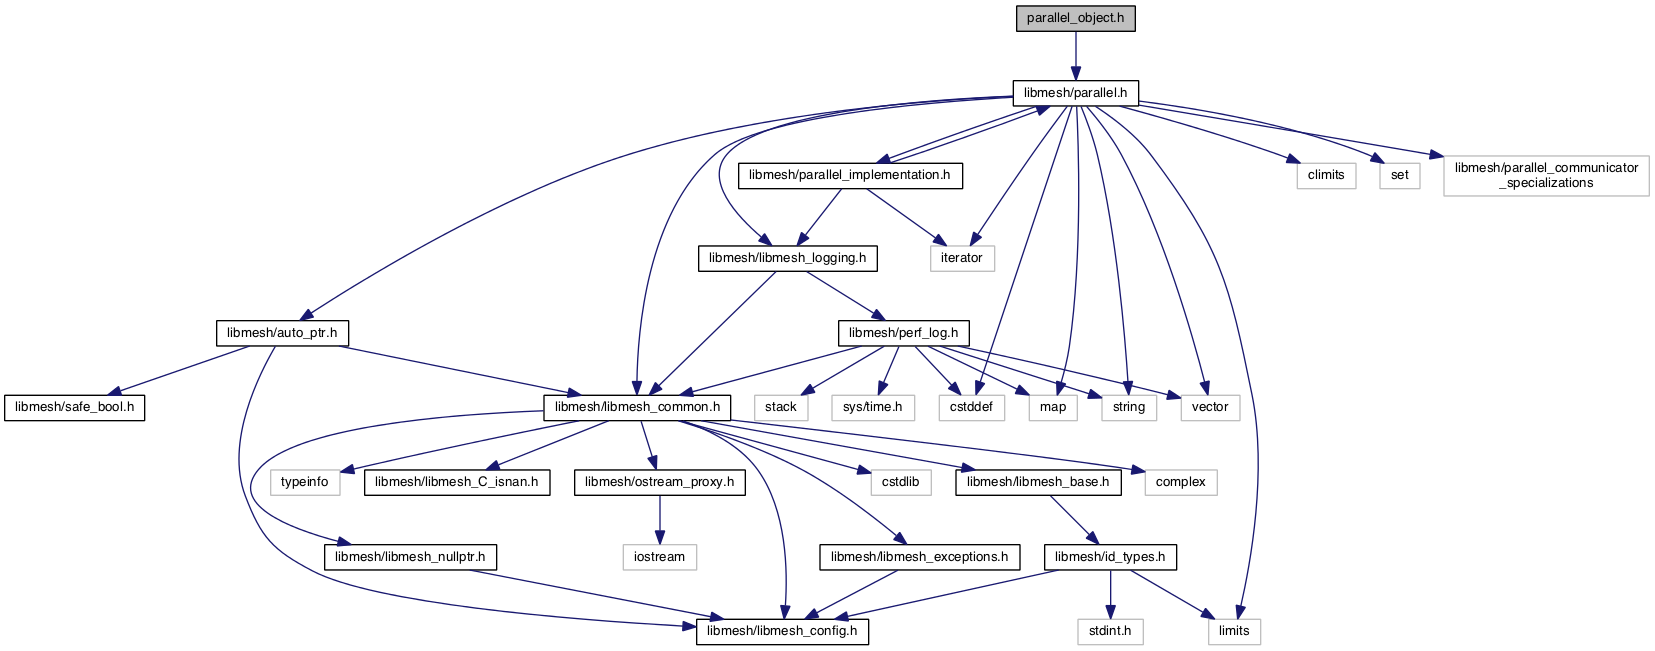 parallel_object.h
libmesh/parallel.h
libmesh/parallel_implementation.h
climits
set
libmesh/parallel_communicator
_specializations
libmesh/libmesh_logging.h
iterator
libmesh/auto_ptr.h
libmesh/perf_log.h
libmesh/safe_bool.h
libmesh/libmesh_common.h
stack
sys/time.h
cstddef
map
string
vector
typeinfo
libmesh/libmesh_C_isnan.h
libmesh/ostream_proxy.h
cstdlib
libmesh/libmesh_base.h
complex
libmesh/libmesh_nullptr.h
iostream
libmesh/libmesh_exceptions.h
libmesh/id_types.h
libmesh/libmesh_config.h
stdint.h
limits